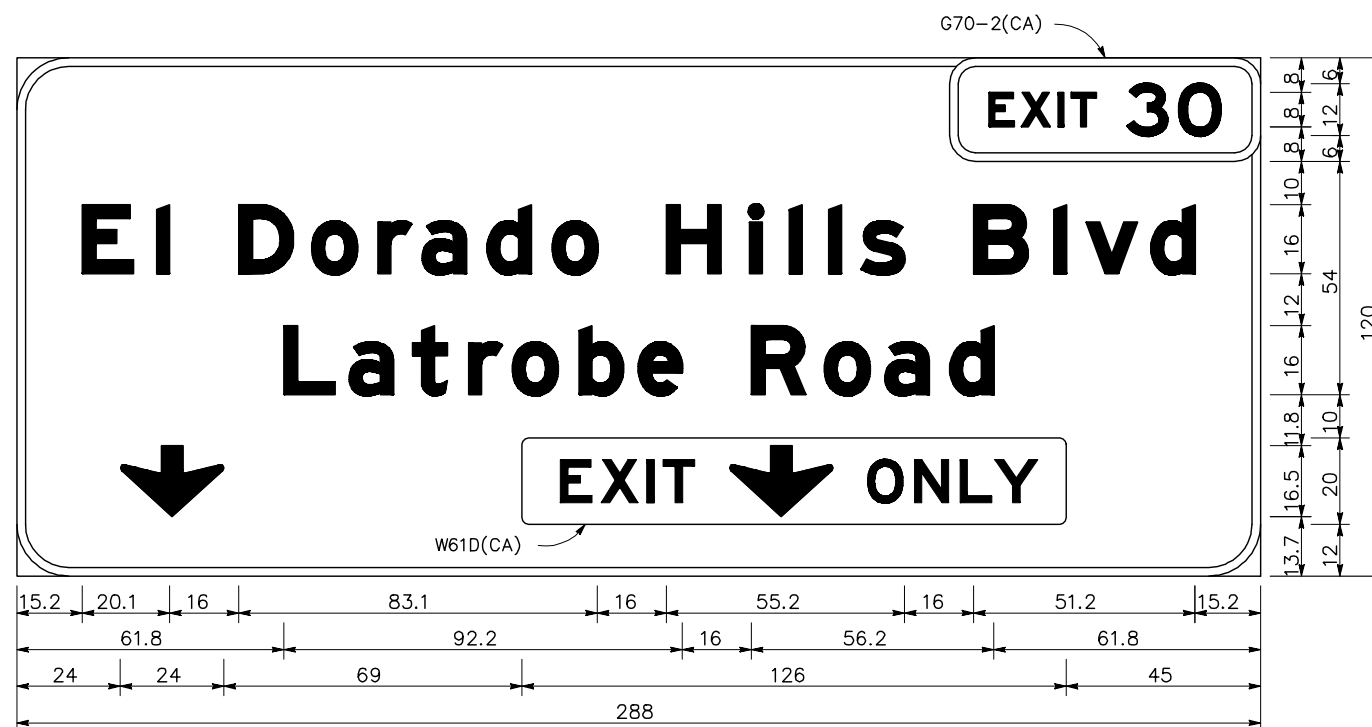 G70-2(CA)
EXIT 30
El Dorado Hills Blvd
Latrobe Road
EXIT ONLY
W61D(CA)
8 6
8 12
8 6
10
16 54
12
16
11.8 10
16.5 20
13.7 12
120
15.2 20.1 16 83.1 16 55.2 16 51.2 15.2
61.8 92.2 16 56.2 61.8
24 24 69 126 45
288